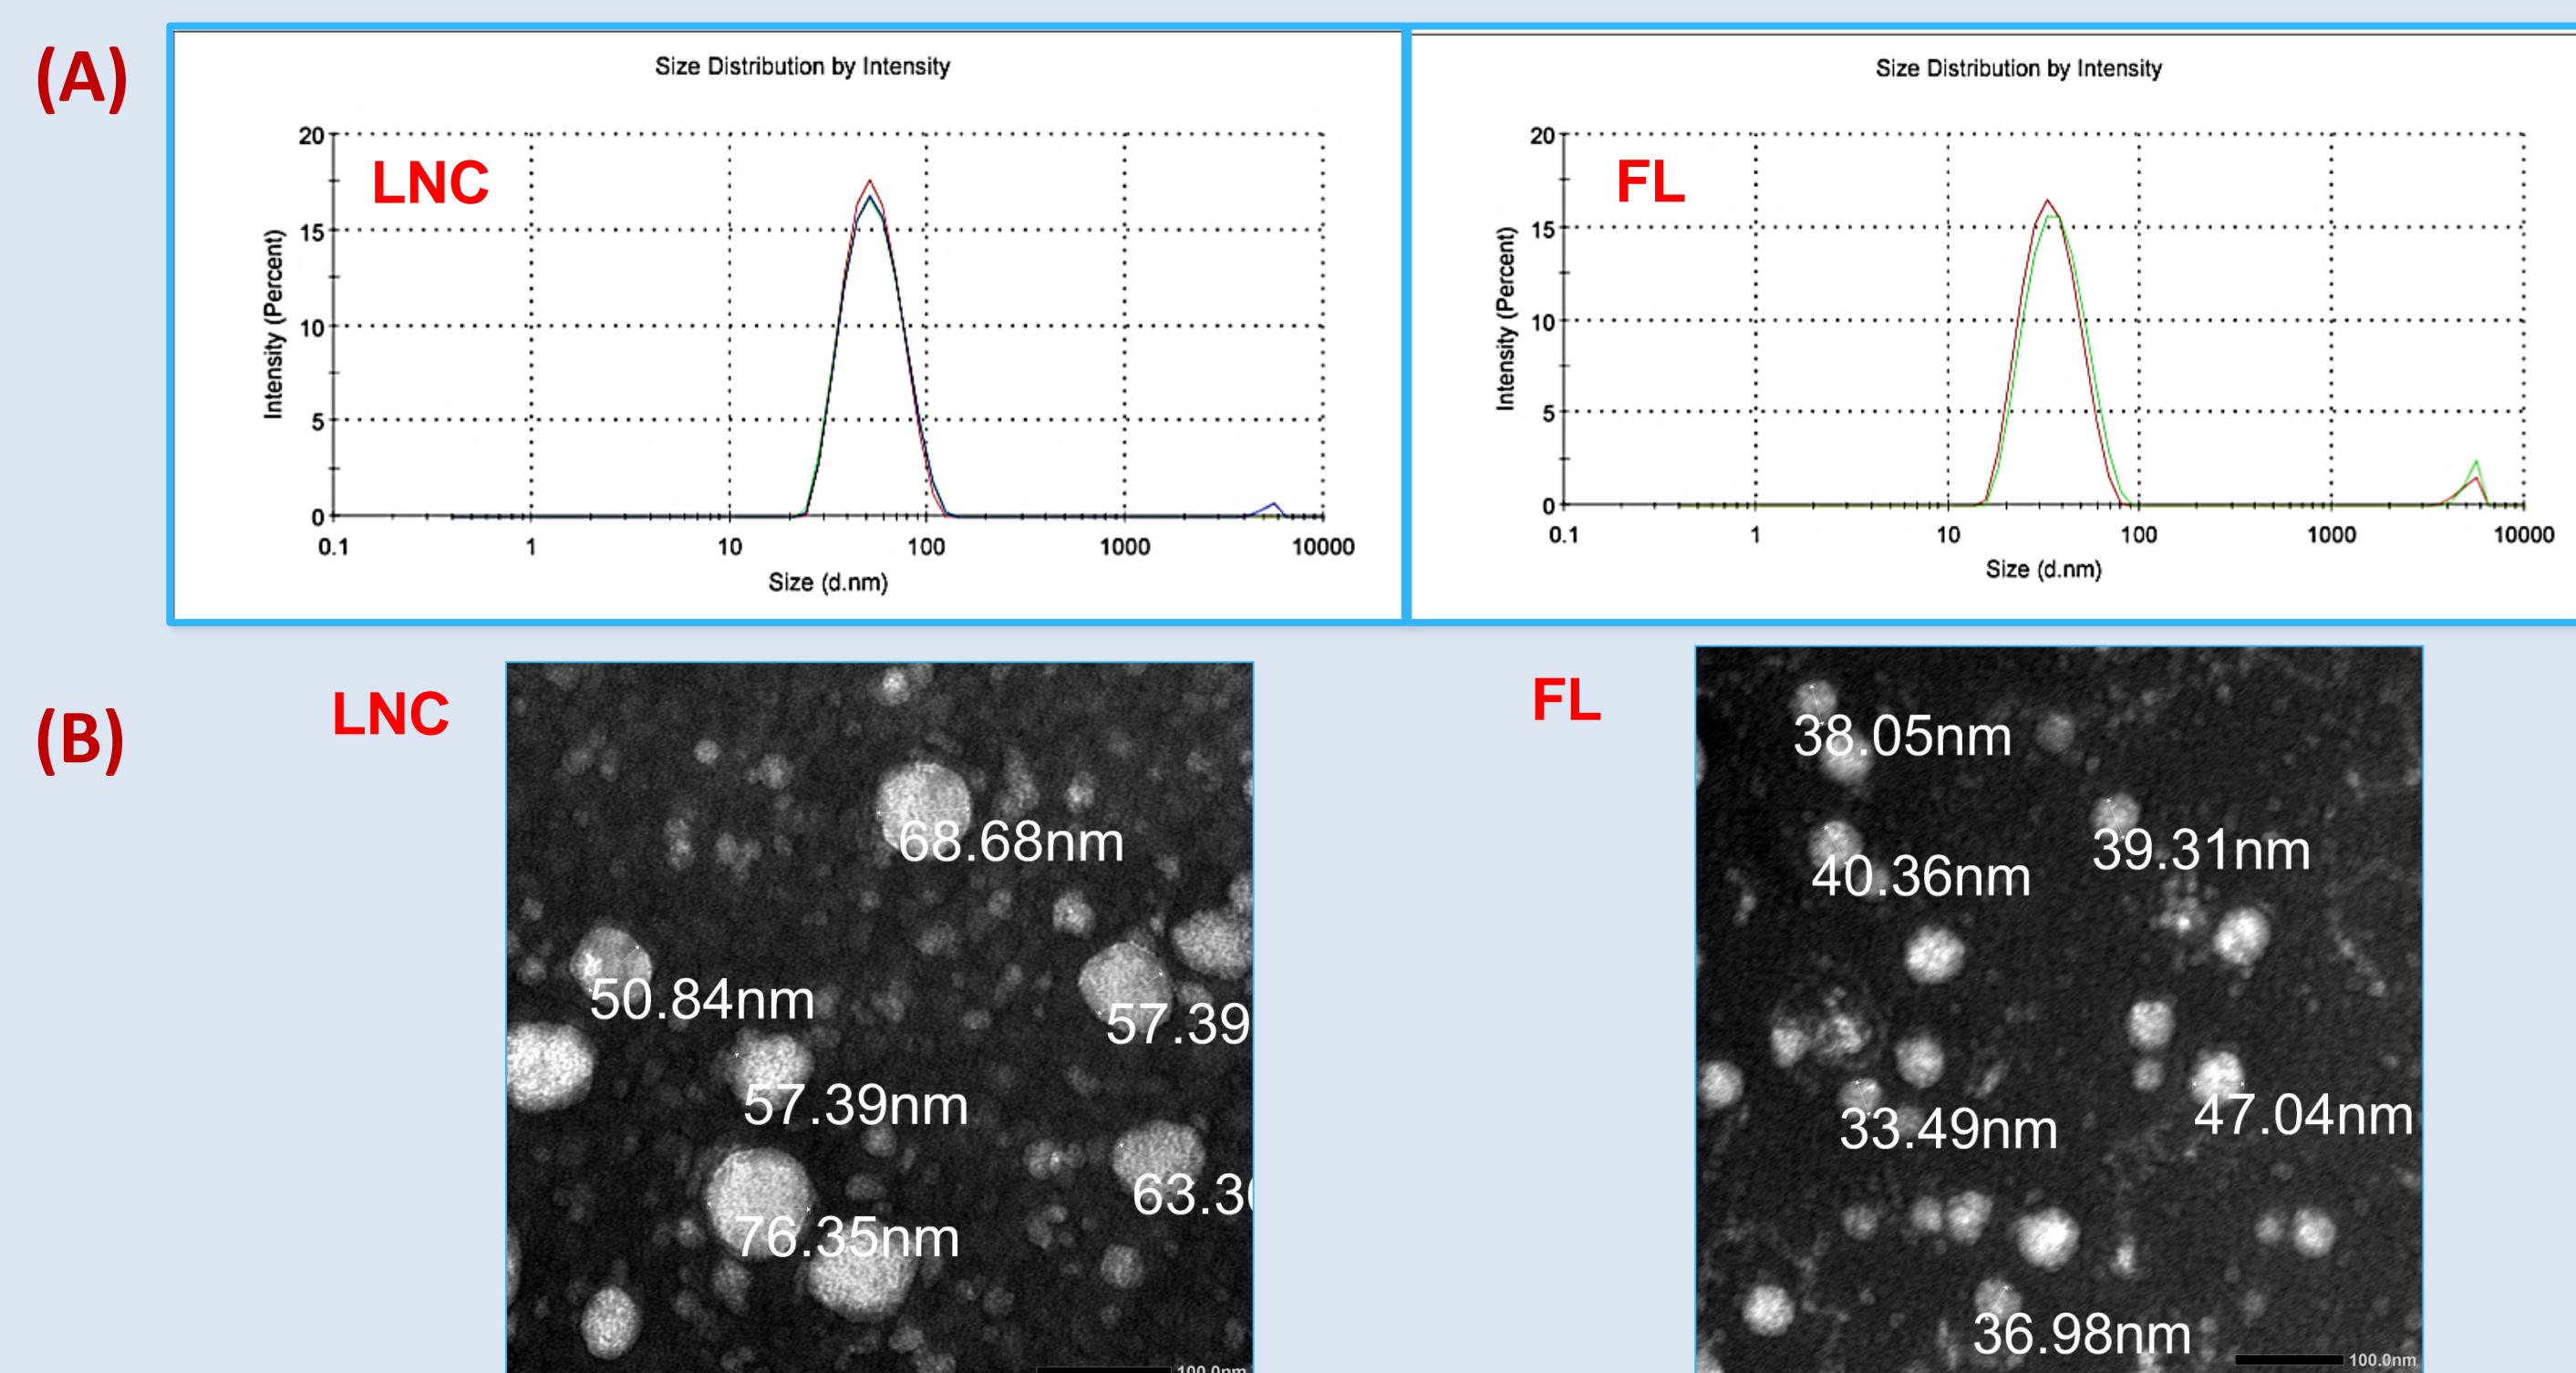 (A)
Size Distribution by Intensity
LNC
Intensity (Percent)
20
15
10
5
0
0.1 1 10 100 1000 10000
Size (d.nm)
Size Distribution by Intensity
FL
Intensity (Percent)
20
15
10
5
0
0.1 1 10 100 1000 10000
Size (d.nm)
(B)
LNC
68.68nm
50.84nm
57.39
57.39nm
63.3
76.35nm
100.0nm
FL
38.05nm
39.31nm
40.36nm
47.04nm
33.49nm
36.98nm
100.0nm